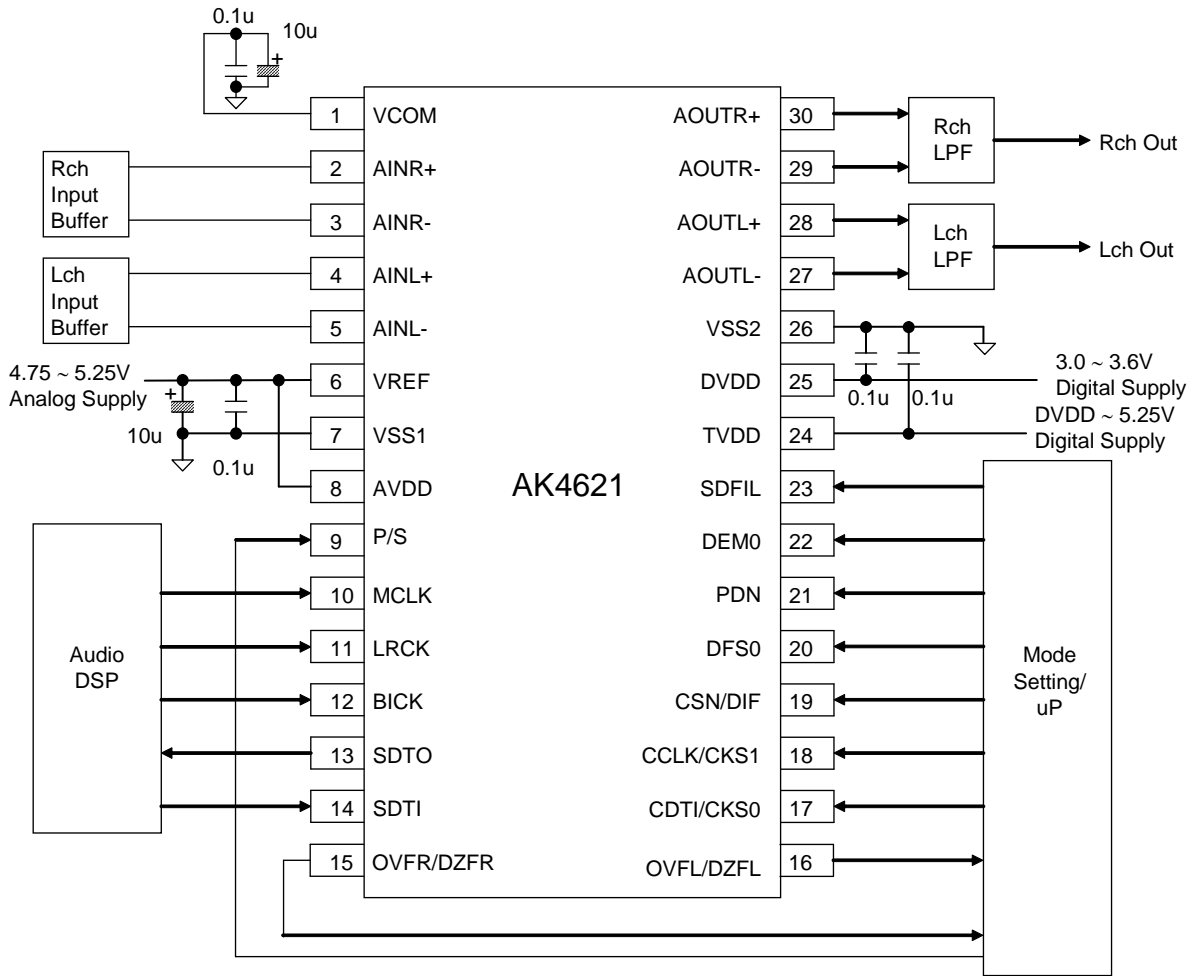 0.1u
10u
+
1 VCOM
AOUTR+ 30
Rch
LPF
Rch Out
Rch
Input
Buffer
2 AINR+
AOUTR- 29
3 AINR-
AOUTL+ 28
Lch
LPF
Lch Out
Lch
Input
Buffer
4 AINL+
AOUTL- 27
5 AINL-
VSS2 26
4.75 ~ 5.25V
Analog Supply
+
10u
0.1u
6 VREF
DVDD 25
0.1u
0.1u
3.0 ~ 3.6V
Digital Supply
7 VSS1
TVDD 24
DVDD ~ 5.25V
Digital Supply
8 AVDD
AK4621
SDFIL 23
9 P/S
DEM0 22
10 MCLK
PDN 21
Audio
DSP
11 LRCK
DFS0 20
Mode
Setting/
uP
12 BICK
CSN/DIF 19
13 SDTO
CCLK/CKS1 18
14 SDTI
CDTI/CKS0 17
15 OVFR/DZFR
OVFL/DZFL 16